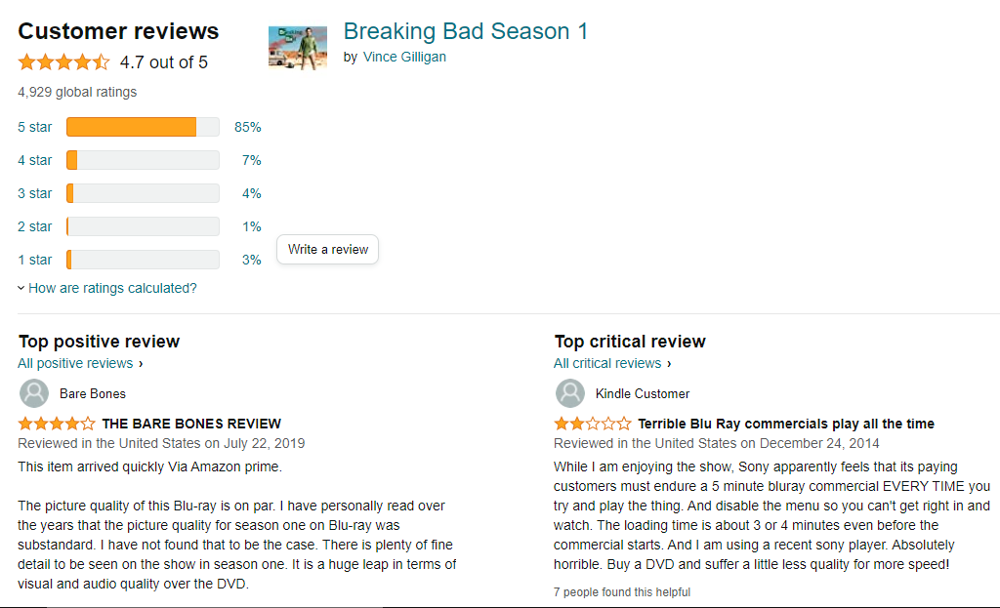 Customer reviews
4.7 out of 5
4,929 global ratings
5 star 85%
4 star 7%
3 star 4%
2 star 1%
1 star 3%
How are ratings calculated?
Breaking Bad Season 1
by Vince Gilligan
Write a review
Top positive review
All positive reviews ›
Bare Bones
THE BARE BONES REVIEW
Reviewed in the United States on July 22, 2019
This item arrived quickly Via Amazon prime.
The picture quality of this Blu-ray is on par. I have personally read over
the years that the picture quality for season one on Blu-ray was
substandard. I have not found that to be the case. There is plenty of fine
detail to be seen on the show in season one. It is a huge leap in terms of
visual and audio quality over the DVD.
Top critical review
All critical reviews ›
Kindle Customer
Terrible Blu Ray commercials play all the time
Reviewed in the United States on December 24, 2014
While I am enjoying the show, Sony apparently feels that its paying
customers must endure a 5 minute bluray commercial EVERY TIME you
try and play the thing. And disable the menu so you can't get right in and
watch. The loading time is about 3 or 4 minutes even before the
commercial starts. And I am using a recent sony player. Absolutely
horrible. Buy a DVD and suffer a little less quality for more speed!
7 people found this helpful